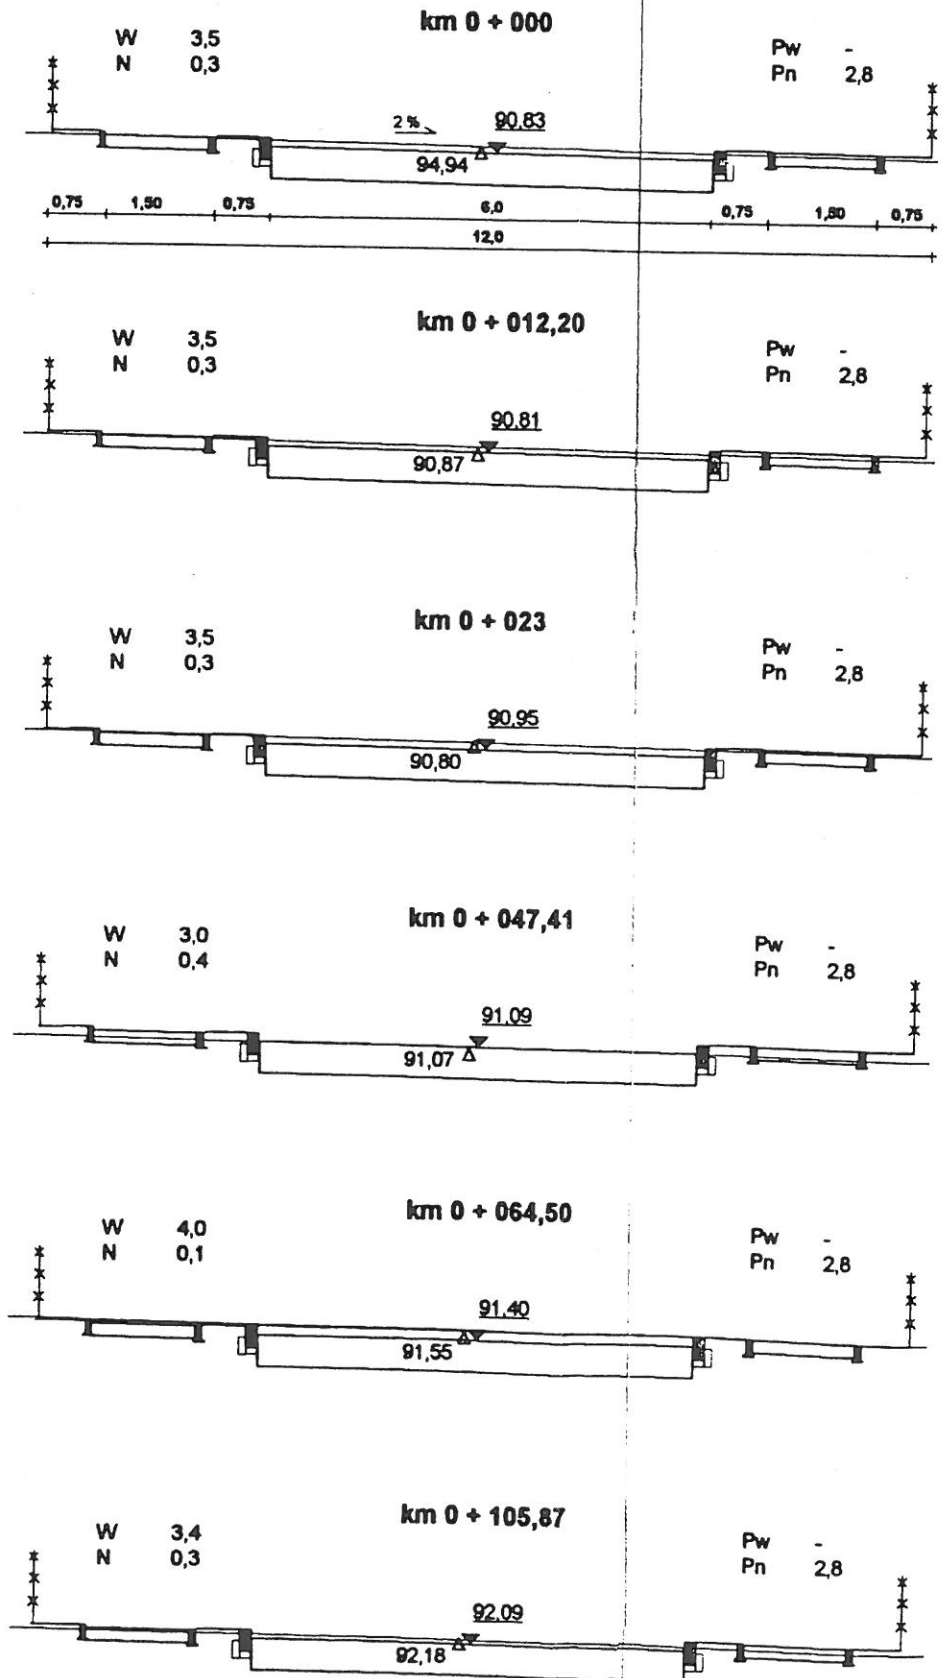 km 0 + 000
W 3,5
N 0,3
Pw -
Pn 2,8
2 %
90,83
94,94
0,75 1,50 0,75 6,0 0,75 1,50 0,75
12,0
km 0 + 012,20
W 3,5
N 0,3
Pw -
Pn 2,8
90,81
90,87
km 0 + 023
W 3,5
N 0,3
Pw -
Pn 2,8
90,95
90,80
km 0 + 047,41
W 3,0
N 0,4
Pw -
Pn 2,8
91,09
91,07
km 0 + 064,50
W 4,0
N 0,1
Pw -
Pn 2,8
91,40
91,55
km 0 + 105,87
W 3,4
N 0,3
Pw -
Pn 2,8
92,09
92,18